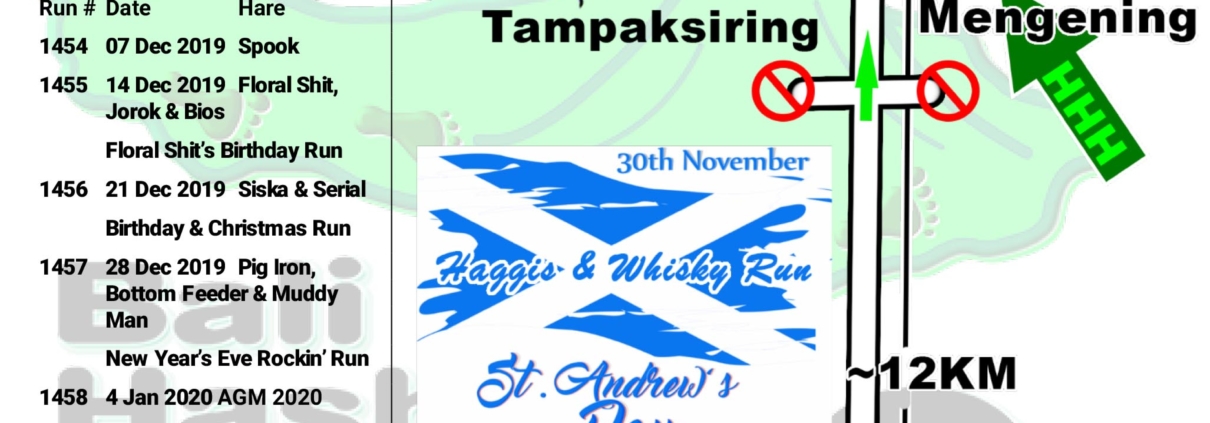 Run # Date Hare
1454 07 Dec 2019 Spook
1455 14 Dec 2019 Floral Shit,
Jorok & Bios
Floral Shit's Birthday Run
1456 21 Dec 2019 Siska & Serial
Birthday & Christmas Run
1457 28 Dec 2019 Pig Iron,
Bottom Feeder & Muddy
Man
New Year's Eve Rockin' Run
1458 4 Jan 2020 AGM 2020
Bali
Hash
Tampaksiring
Mengening
HHH
30th November
Haggis & Whisky Run
St. Andrew's
~12KM